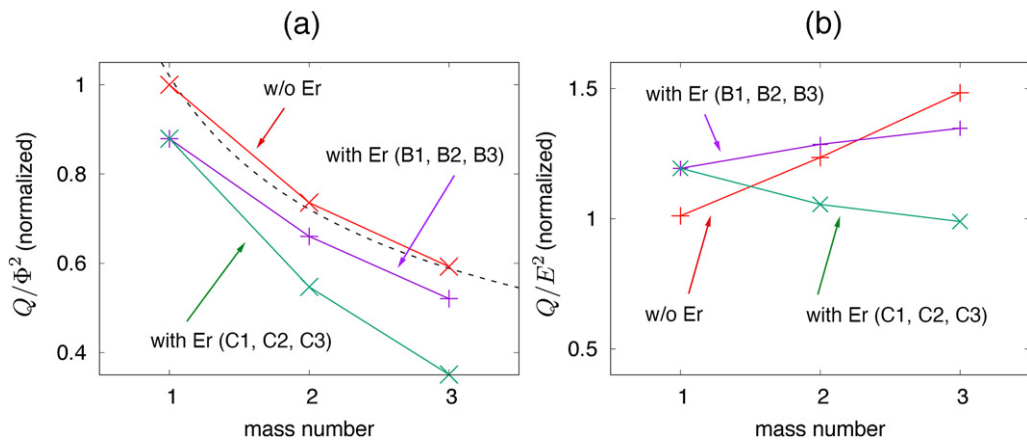 (a)
1
0.8
0.6
0.4
Q/Φ² (normalized)
w/o Er
with Er (B1, B2, B3)
with Er (C1, C2, C3)
1 2 3
mass number
(b)
1.5
1
0.5
Q/E² (normalized)
with Er (B1, B2, B3)
w/o Er
with Er (C1, C2, C3)
1 2 3
mass number